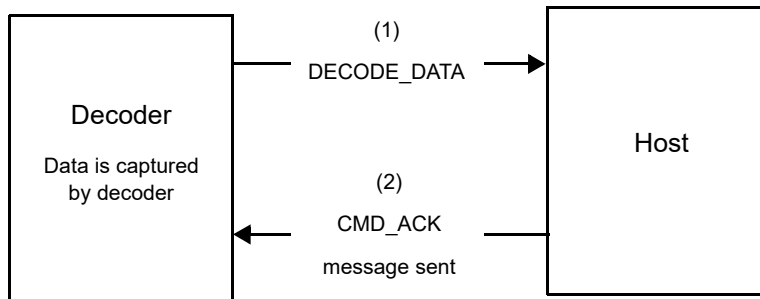 Decoder
Data is captured
by decoder
(1)
DECODE_DATA
(2)
CMD_ACK
message sent
Host